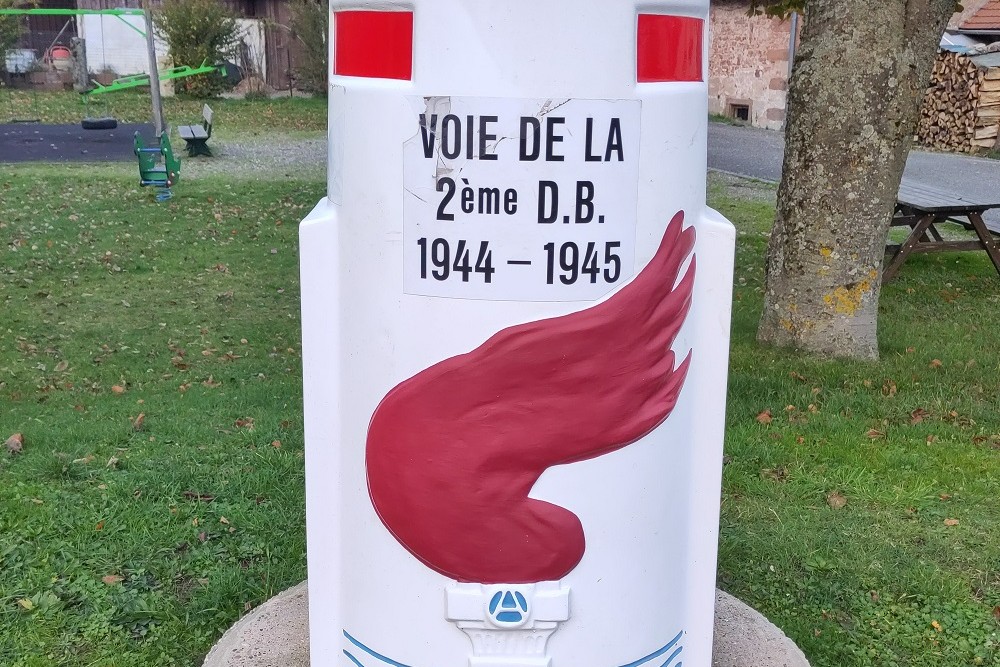 VOIE DE LA
2ème D.B.
1944 – 1945